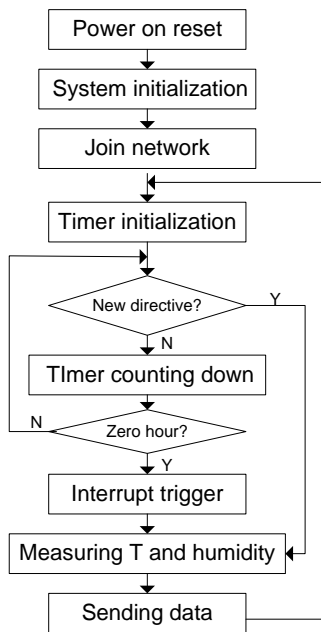 Power on reset
System initialization
Join network
Timer initialization
New directive?
Y
N
TImer counting down
N
Zero hour?
Y
Interrupt trigger
Measuring T and humidity
Sending data